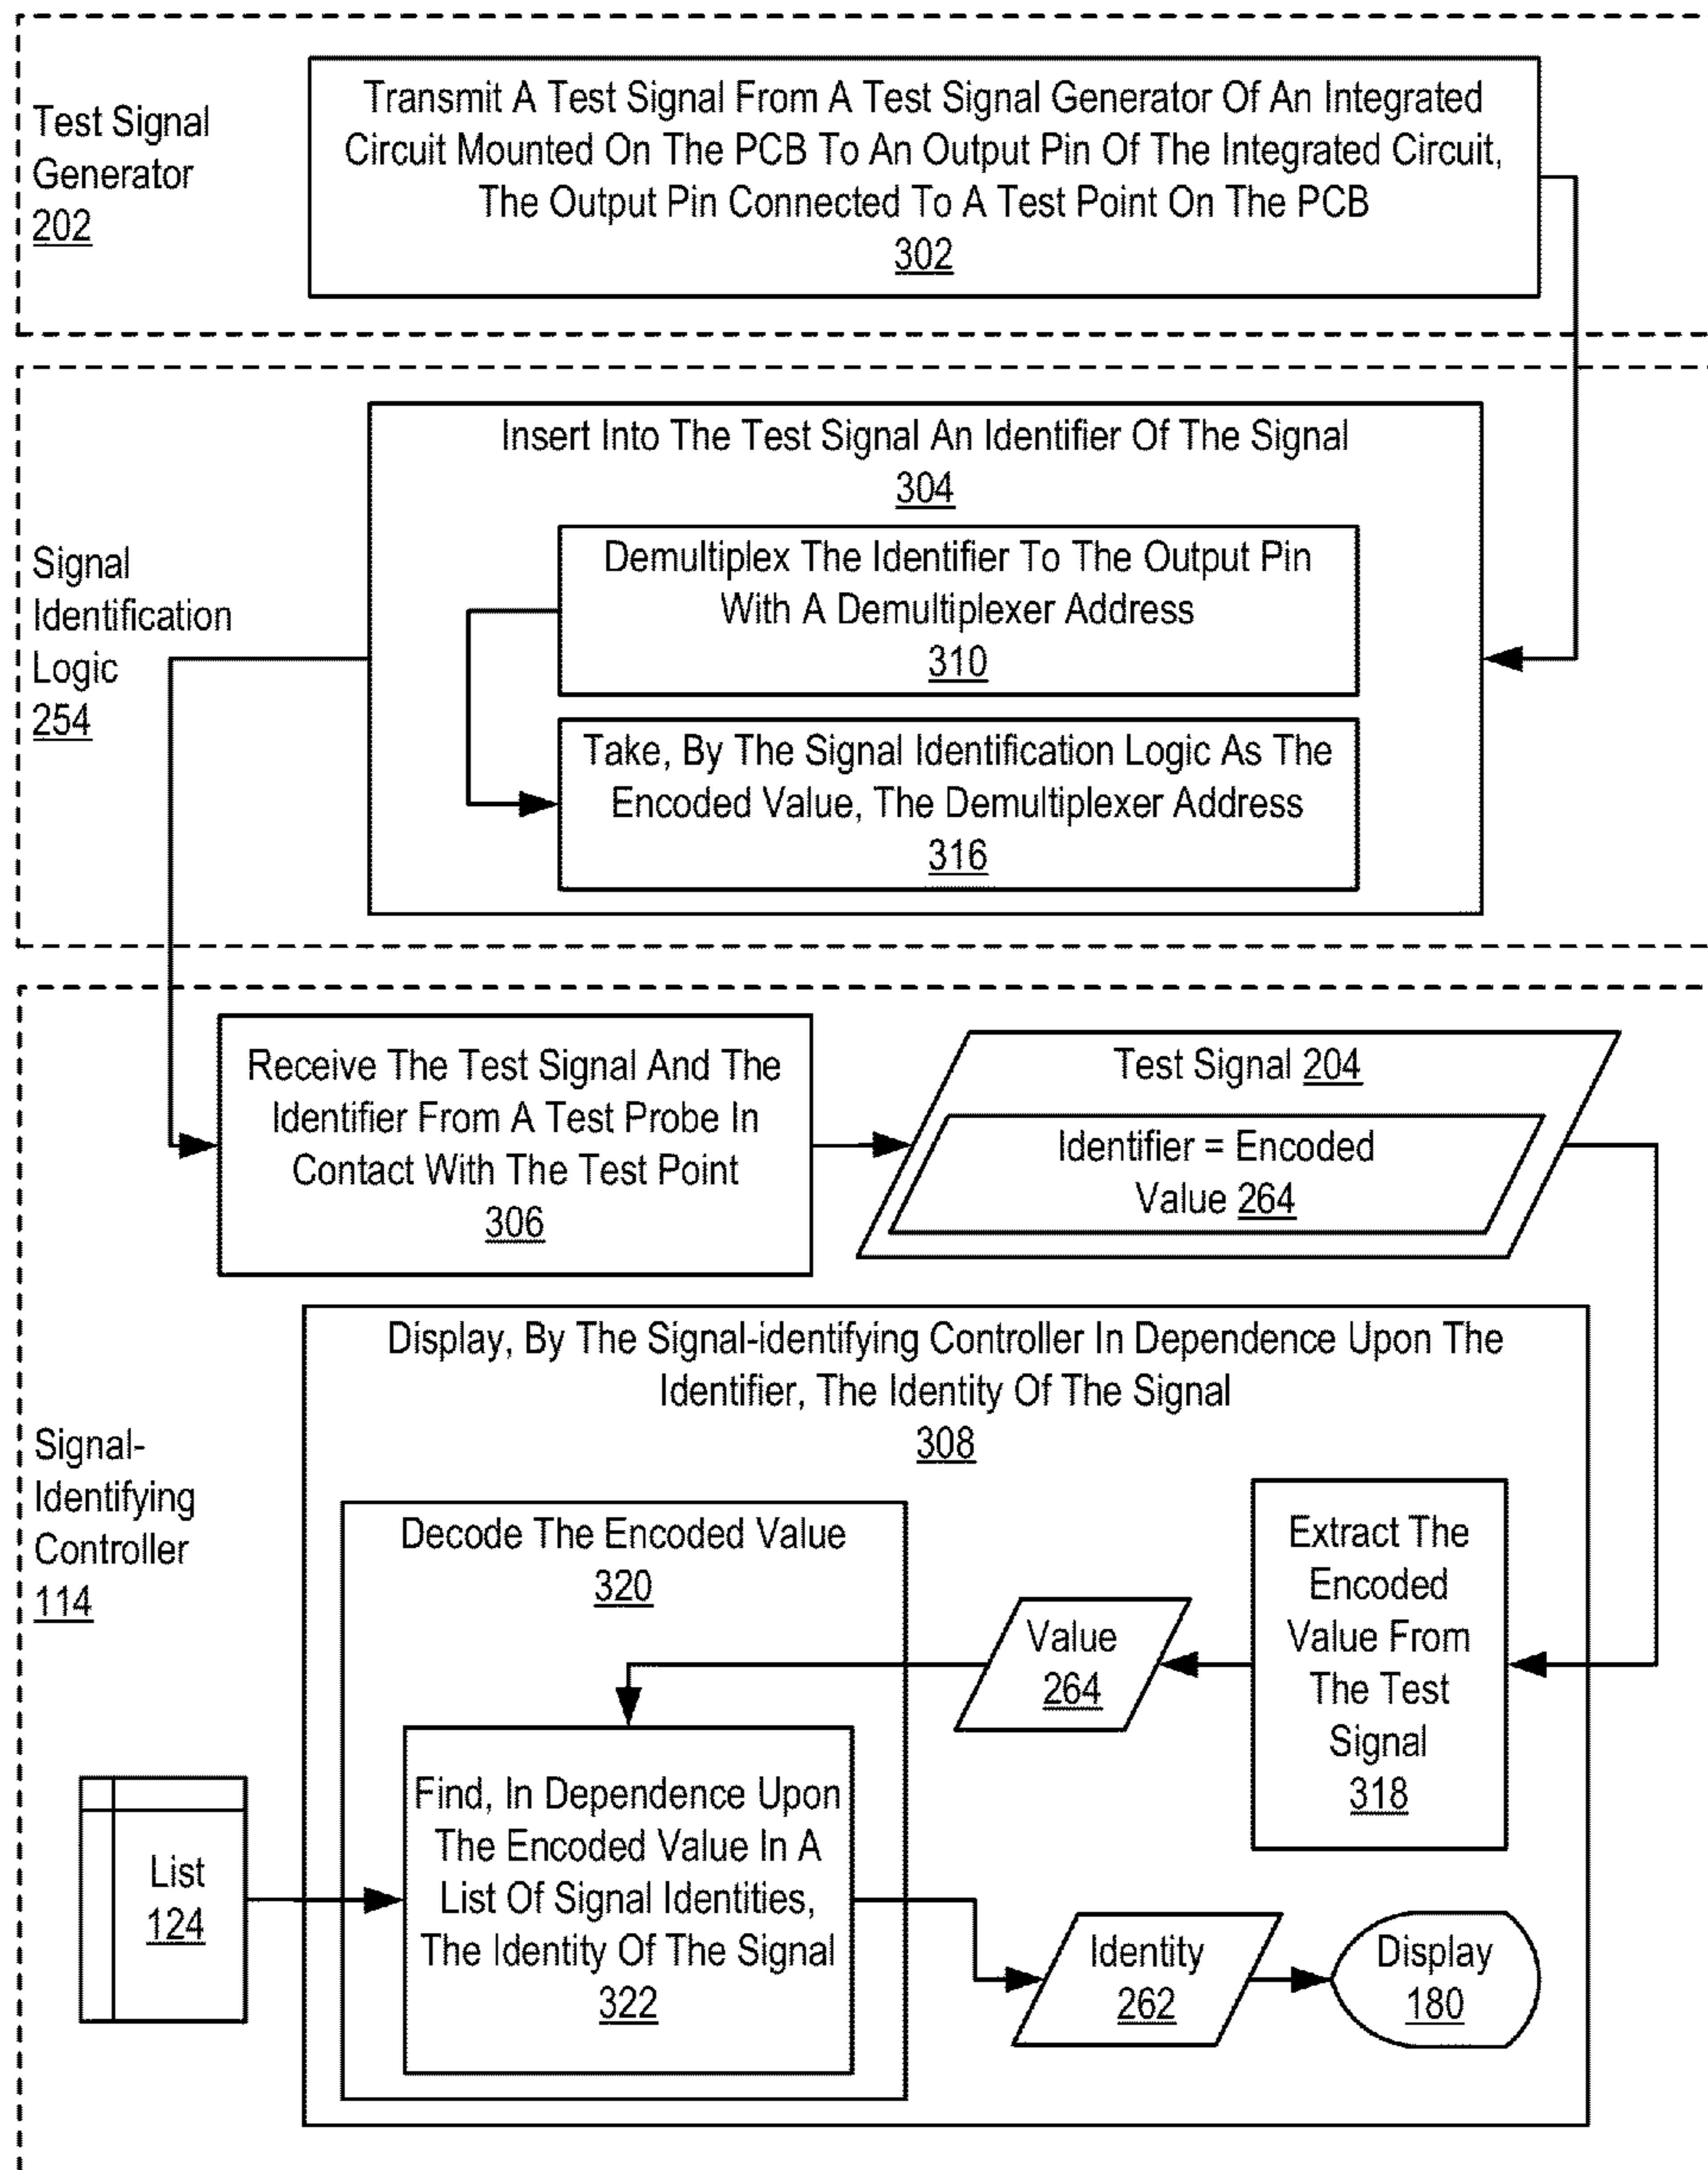 Test Signal
Generator
202
Transmit A Test Signal From A Test Signal Generator Of An Integrated
Circuit Mounted On The PCB To An Output Pin Of The Integrated Circuit,
The Output Pin Connected To A Test Point On The PCB
302
Signal
Identification
Logic
254
Insert Into The Test Signal An Identifier Of The Signal
304
Demultiplex The Identifier To The Output Pin
With A Demultiplexer Address
310
Take, By The Signal Identification Logic As The
Encoded Value, The Demultiplexer Address
316
Receive The Test Signal And The
Identifier From A Test Probe In
Contact With The Test Point
306
Test Signal 204
Identifier = Encoded
Value 264
Signal-
Identifying
Controller
114
Display, By The Signal-identifying Controller In Dependence Upon The
Identifier, The Identity Of The Signal
308
Decode The Encoded Value
320
Extract The
Encoded
Value From
The Test
Signal
318
Value
264
Find, In Dependence Upon
The Encoded Value In A
List Of Signal Identities,
The Identity Of The Signal
322
List
124
Identity
262
Display
180